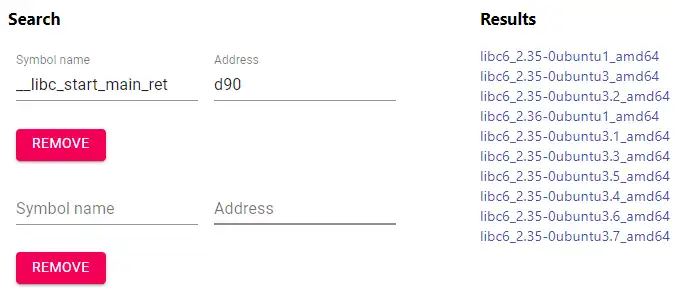 Search
Symbol name
Address
__libc_start_main_ret
d90
REMOVE
Symbol name
Address
REMOVE
Results
libc6_2.35-0ubuntu1_amd64
libc6_2.35-0ubuntu3_amd64
libc6_2.35-0ubuntu3.2_amd64
libc6_2.36-0ubuntu1_amd64
libc6_2.35-0ubuntu3.1_amd64
libc6_2.35-0ubuntu3.3_amd64
libc6_2.35-0ubuntu3.5_amd64
libc6_2.35-0ubuntu3.4_amd64
libc6_2.35-0ubuntu3.6_amd64
libc6_2.35-0ubuntu3.7_amd64